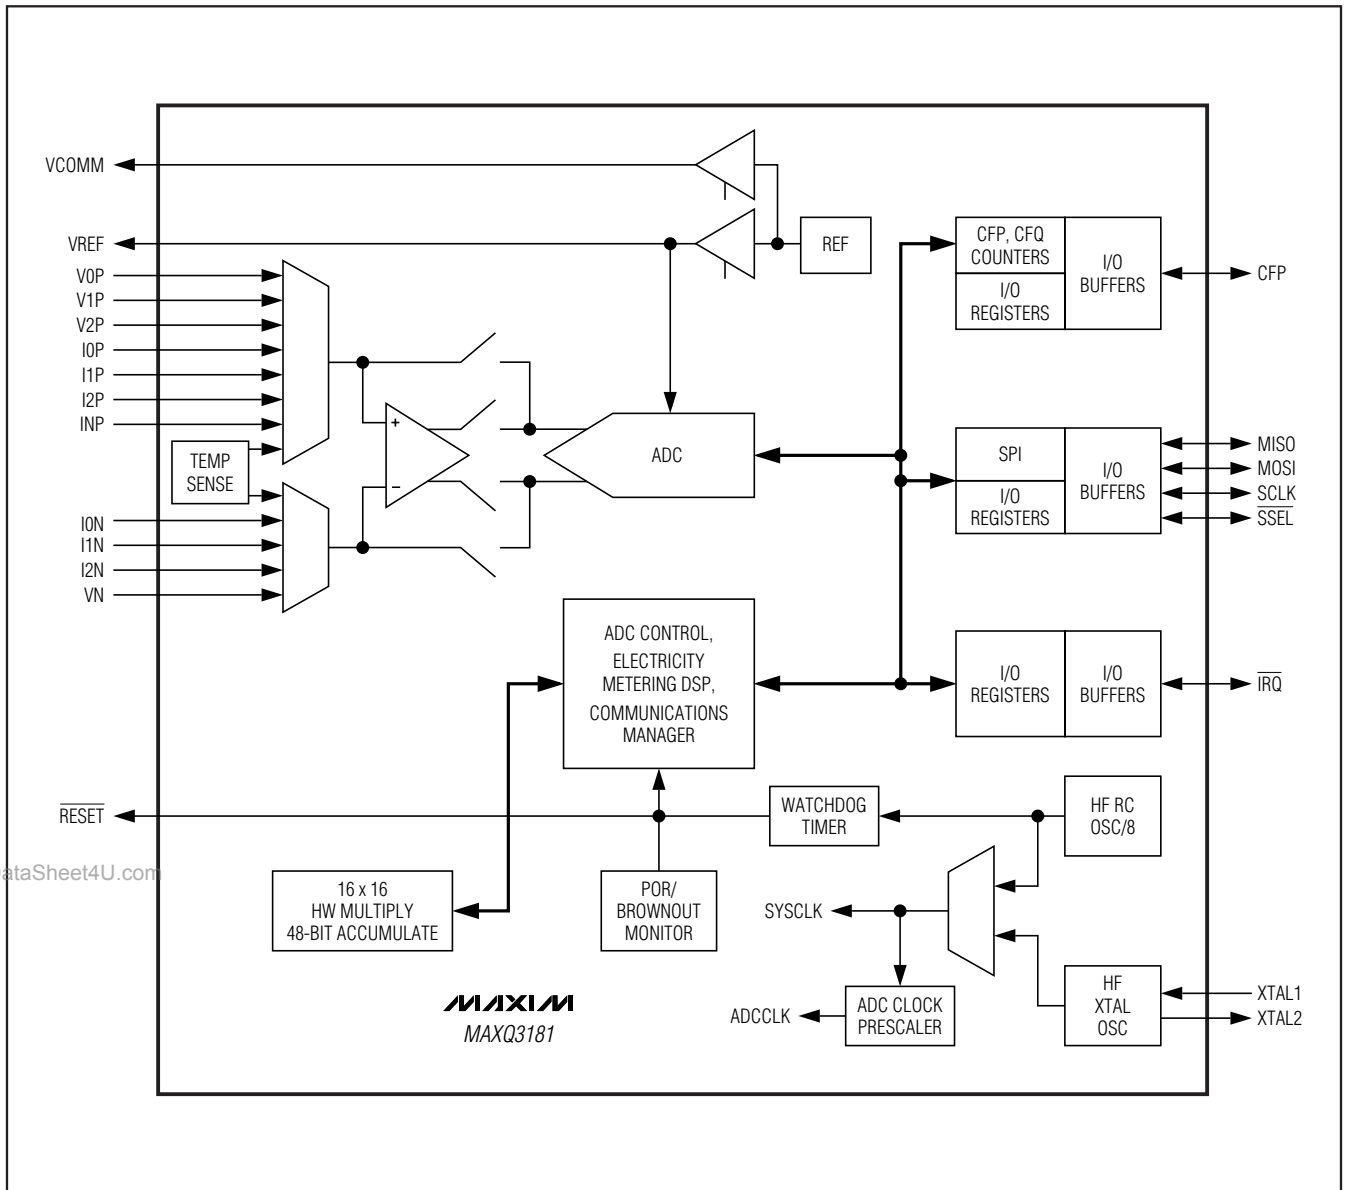 VCOMM
VREF
REF
V0P
V1P
V2P
I0P
I1P
I2P
INP
TEMP
SENSE
I0N
I1N
I2N
VN
+
−
ADC
CFP, CFQ
COUNTERS
I/O
REGISTERS
I/O
BUFFERS
CFP
SPI
I/O
REGISTERS
I/O
BUFFERS
MISO
MOSI
SCLK
SSEL
ADC CONTROL,
ELECTRICITY
METERING DSP,
COMMUNICATIONS
MANAGER
I/O
REGISTERS
I/O
BUFFERS
IRQ
RESET
WATCHDOG
TIMER
HF RC
OSC/8
ataSheet4U.com
16 x 16
HW MULTIPLY
48-BIT ACCUMULATE
POR/
BROWNOUT
MONITOR
SYSCLK
ADCCLK
ADC CLOCK
PRESCALER
HF
XTAL
OSC
XTAL1
XTAL2
MAXIM
MAXQ3181